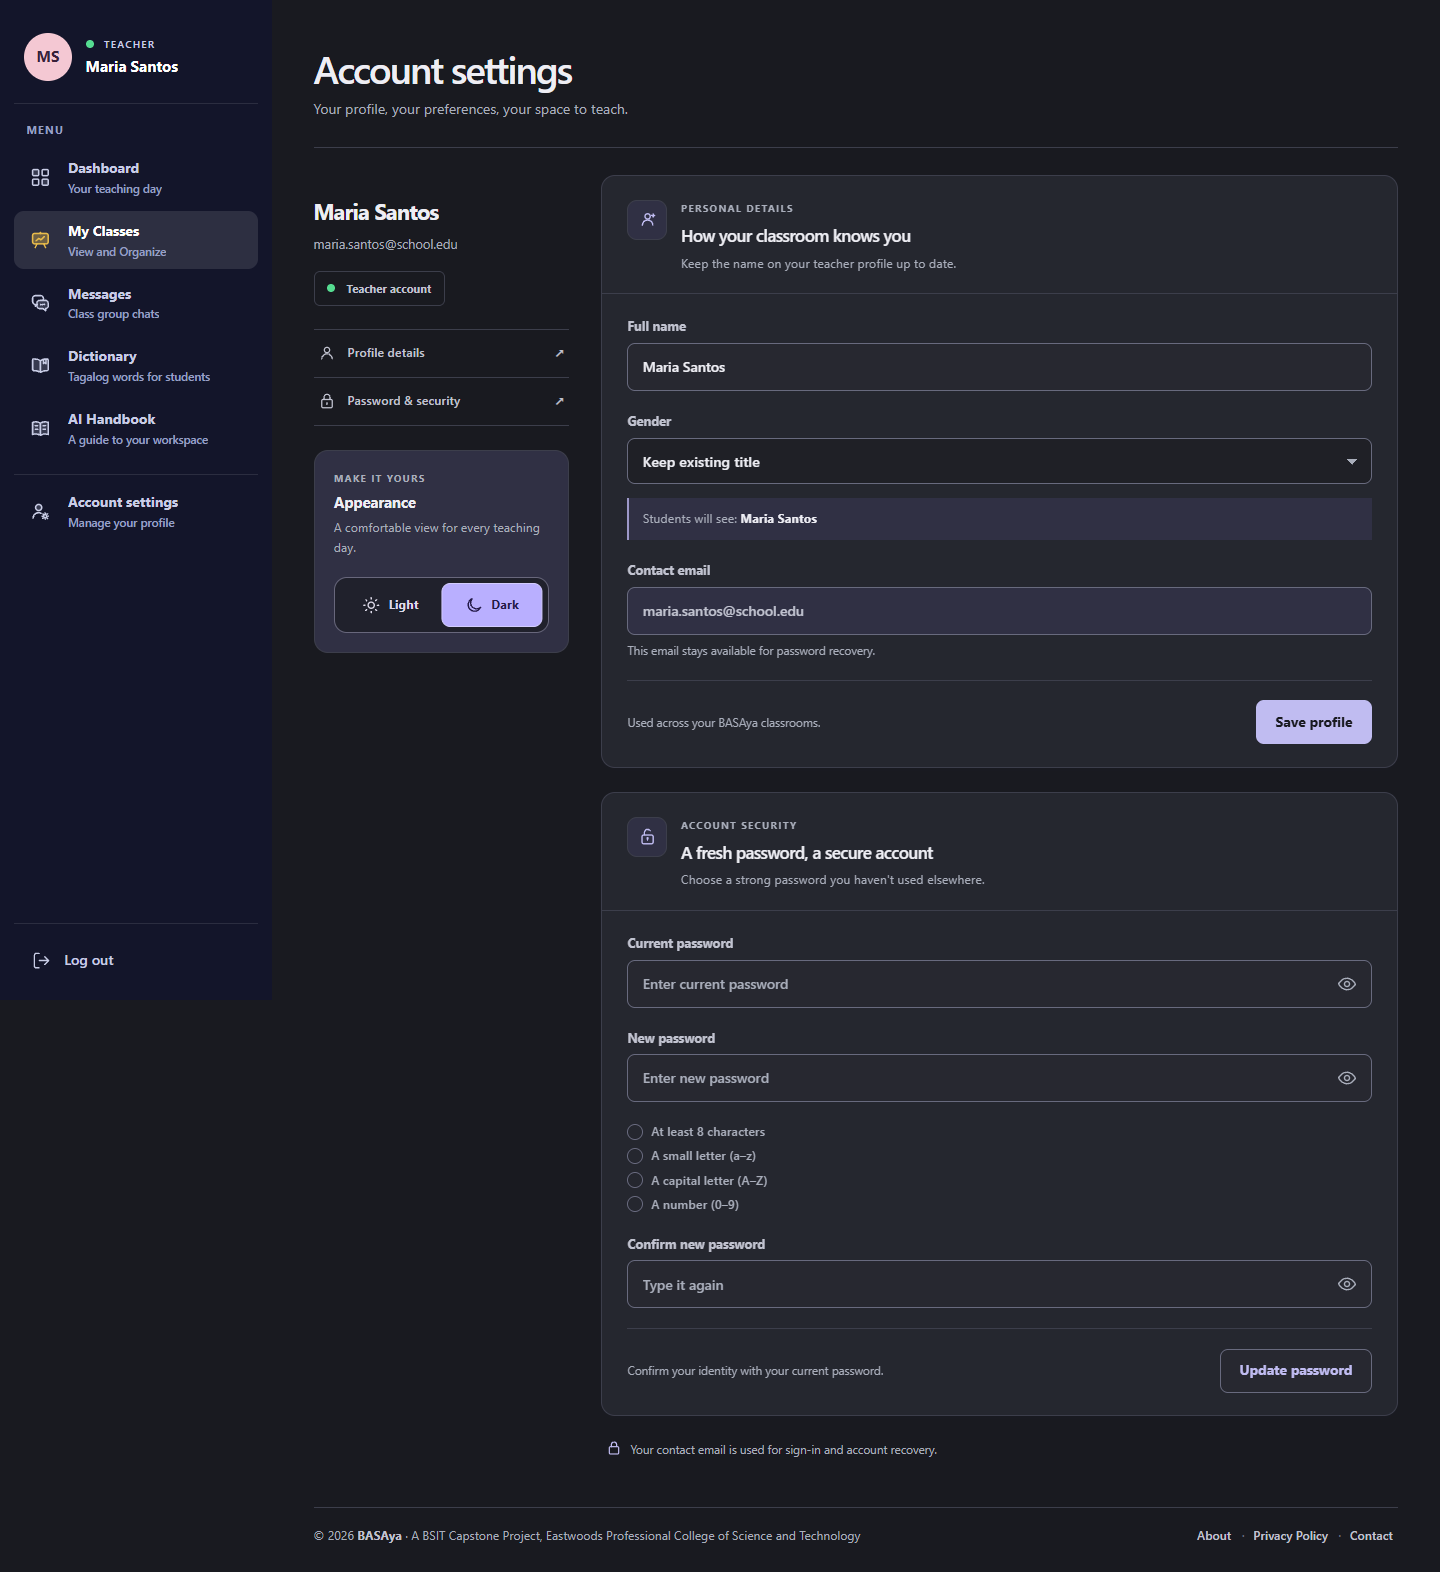 MS
TEACHER
Maria Santos
MENU
Dashboard
Your teaching day
My Classes
View and Organize
Messages
Class group chats
Dictionary
Tagalog words for students
AI Handbook
A guide to your workspace
Account settings
Manage your profile
Log out
Account settings
Your profile, your preferences, your space to teach.
Maria Santos
maria.santos@school.edu
Teacher account
Profile details
Password & security
MAKE IT YOURS
Appearance
A comfortable view for every teaching
day.
Light
Dark
PERSONAL DETAILS
How your classroom knows you
Keep the name on your teacher profile up to date.
Full name
Maria Santos
Gender
Keep existing title
Students will see: Maria Santos
Contact email
maria.santos@school.edu
This email stays available for password recovery.
Used across your BASAya classrooms.
Save profile
ACCOUNT SECURITY
A fresh password, a secure account
Choose a strong password you haven't used elsewhere.
Current password
Enter current password
New password
Enter new password
At least 8 characters
A small letter (a–z)
A capital letter (A–Z)
A number (0–9)
Confirm new password
Type it again
Confirm your identity with your current password.
Update password
Your contact email is used for sign-in and account recovery.
© 2026 BASAya · A BSIT Capstone Project, Eastwoods Professional College of Science and Technology
About · Privacy Policy · Contact